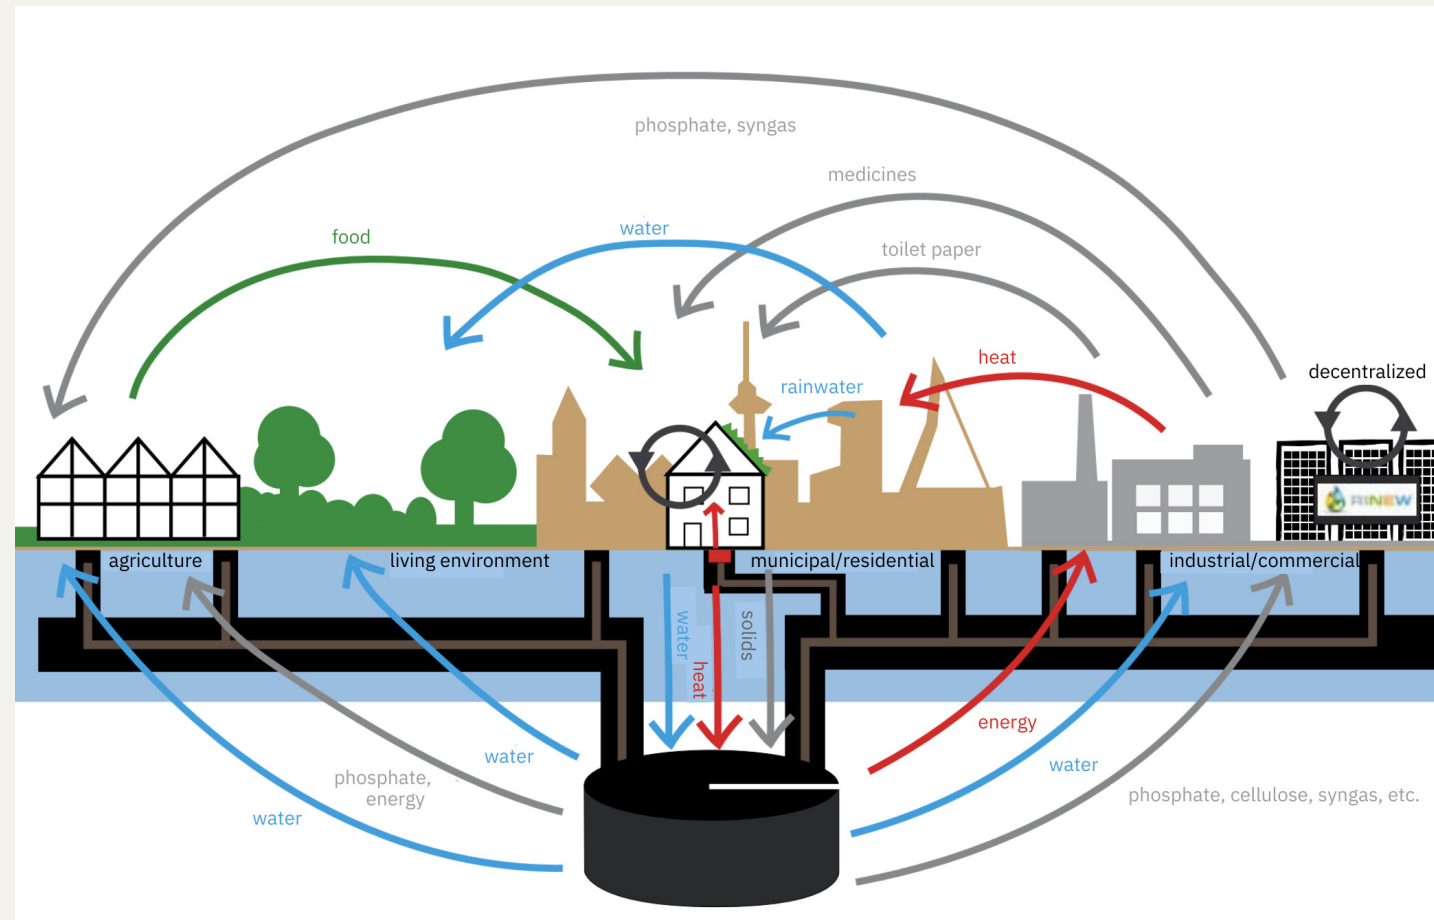 phosphate, syngas
medicines
water
food
toilet paper
heat
decentralized
rainwater
RINEW
agriculture
living environment
municipal/residential
industrial/commercial
water
heat
solids
energy
water
water
phosphate,
energy
phosphate, cellulose, syngas, etc.
water